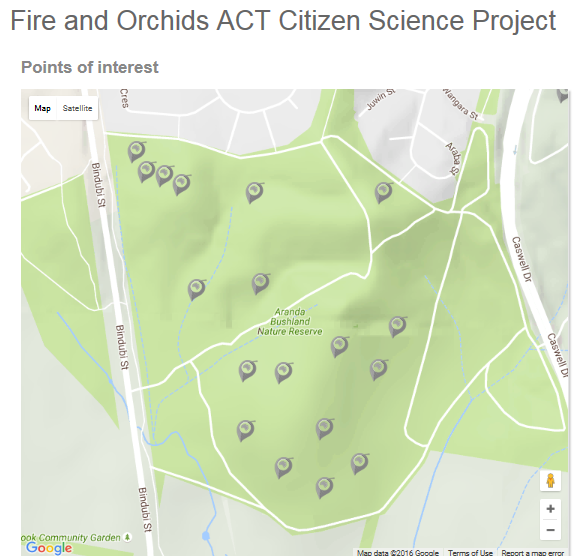 Fire and Orchids ACT Citizen Science Project
Points of interest
Map
Satellite
Cres
Juwin St
Wangara St
Araba St
Bindubi St
Caswell Dr
Aranda
Bushland
Nature Reserve
Bindubi St
Caswell D
Bindubi St
ook Community Garden
Google
Map data ©2016 Google
Terms of Use
Report a map error